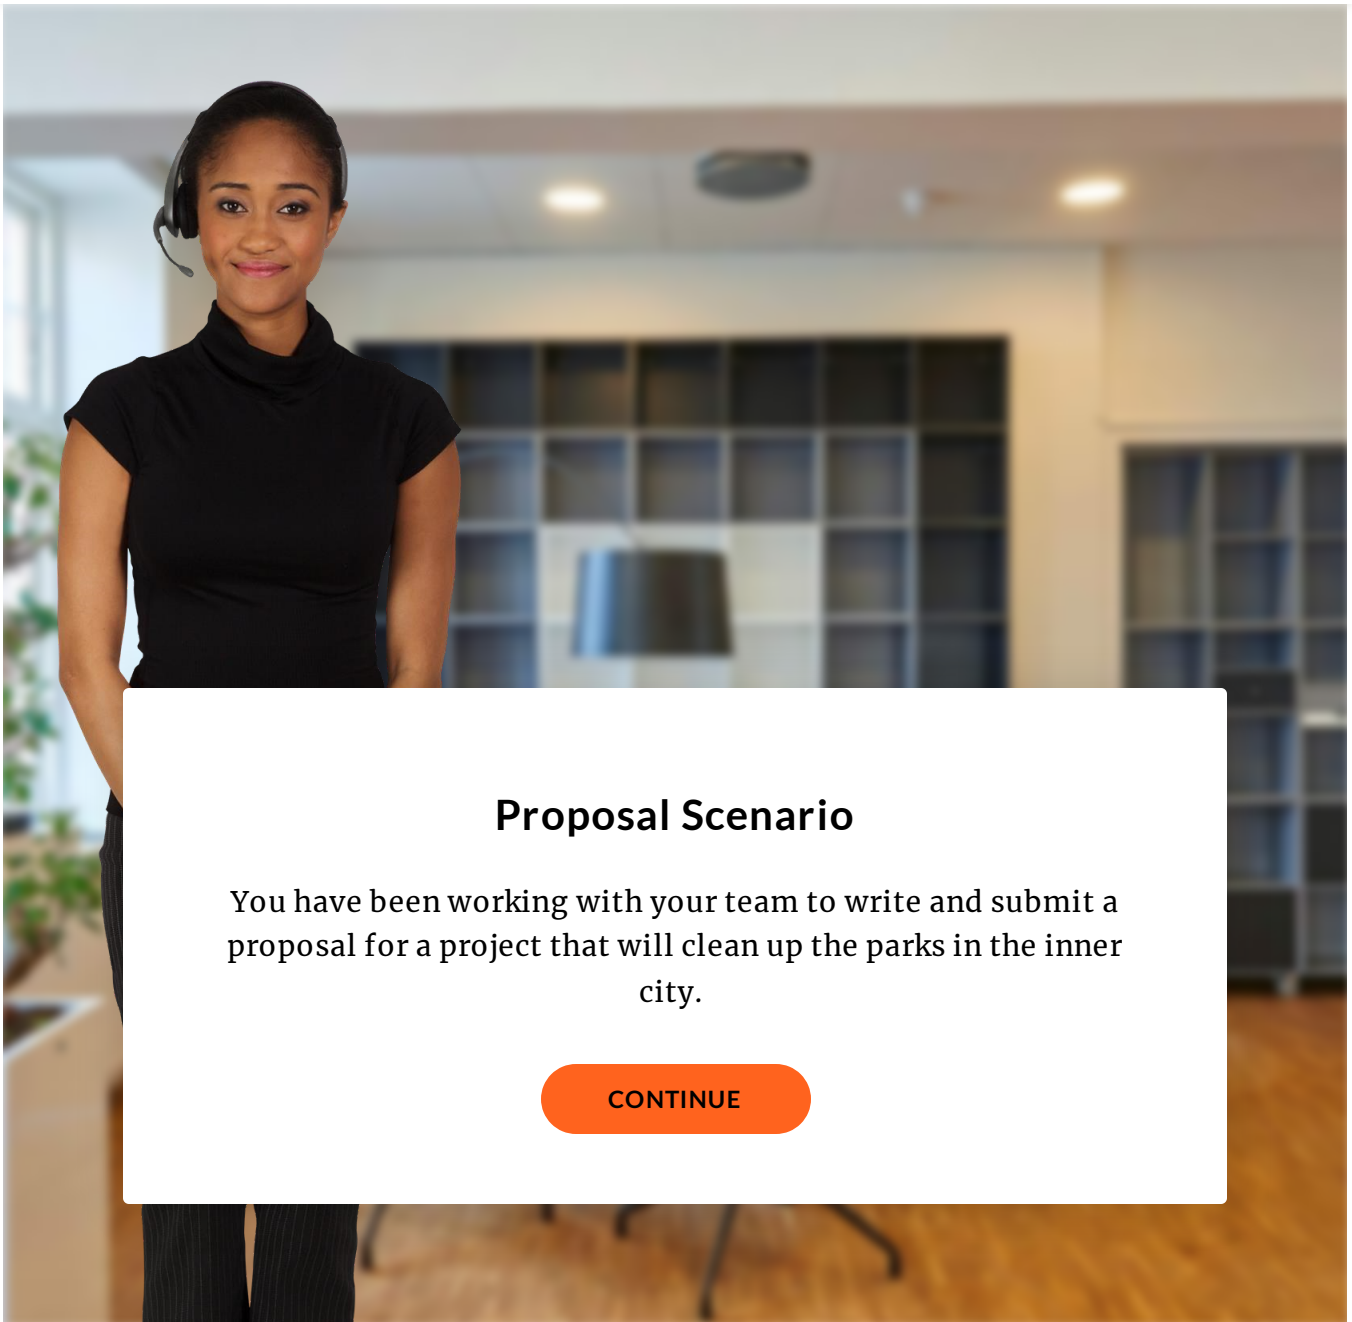 Proposal Scenario
You have been working with your team to write and submit a
proposal for a project that will clean up the parks in the inner
city.
CONTINUE